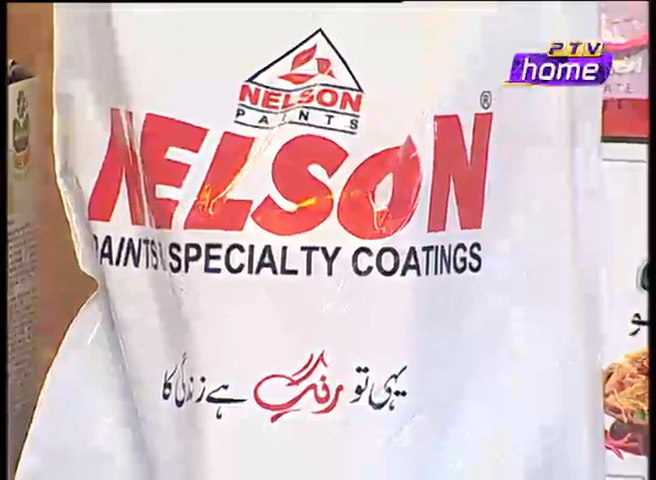 PTV
home
NELSON
PAINTS
NELSON®
PAINTS & SPECIALTY COATINGS
یہی تو رنگ ہے زندگی کا